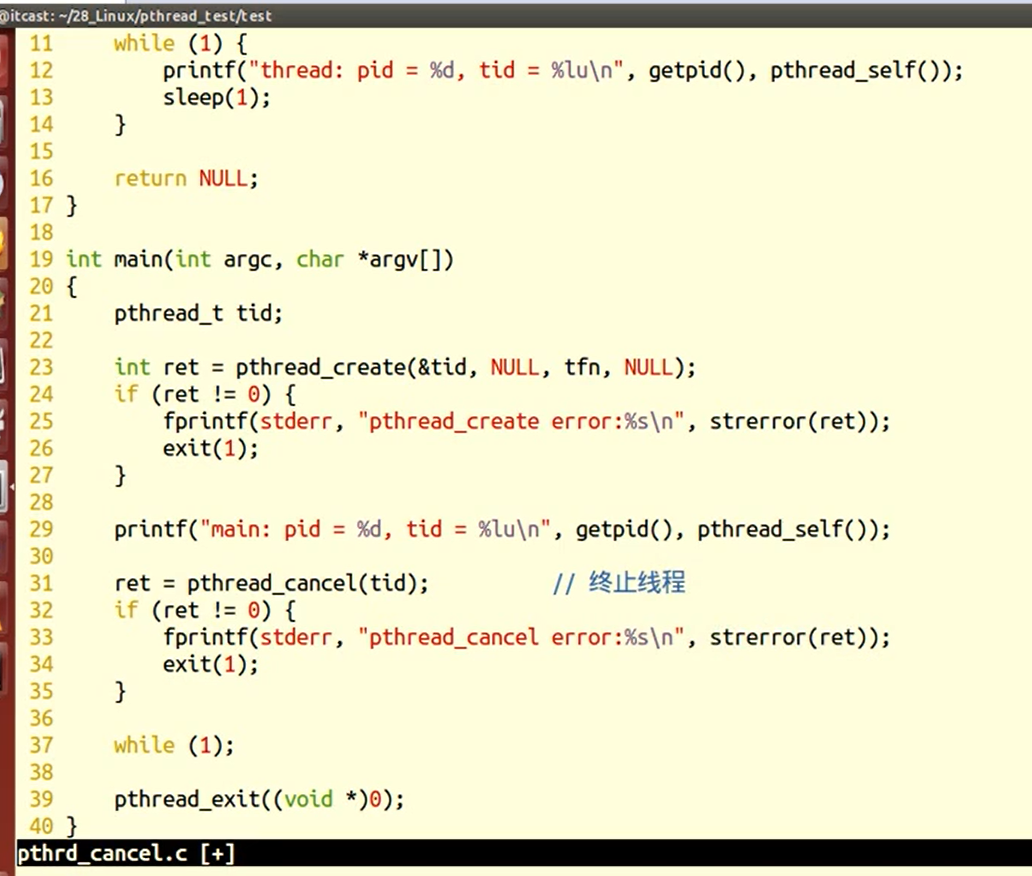 @itcast: ~/28_Linux/pthread_test/test
11     while (1) {
12         printf("thread: pid = %d, tid = %lu\n", getpid(), pthread_self());
13         sleep(1);
14     }
15
16     return NULL;
17 }
18
19 int main(int argc, char *argv[])
20 {
21     pthread_t tid;
22
23     int ret = pthread_create(&tid, NULL, tfn, NULL);
24     if (ret != 0) {
25         fprintf(stderr, "pthread_create error:%s\n", strerror(ret));
26         exit(1);
27     }
28
29     printf("main: pid = %d, tid = %lu\n", getpid(), pthread_self());
30
31     ret = pthread_cancel(tid);          // 终止线程
32     if (ret != 0) {
33         fprintf(stderr, "pthread_cancel error:%s\n", strerror(ret));
34         exit(1);
35     }
36
37     while (1);
38
39     pthread_exit((void *)0);
40 }
pthrd_cancel.c [+]